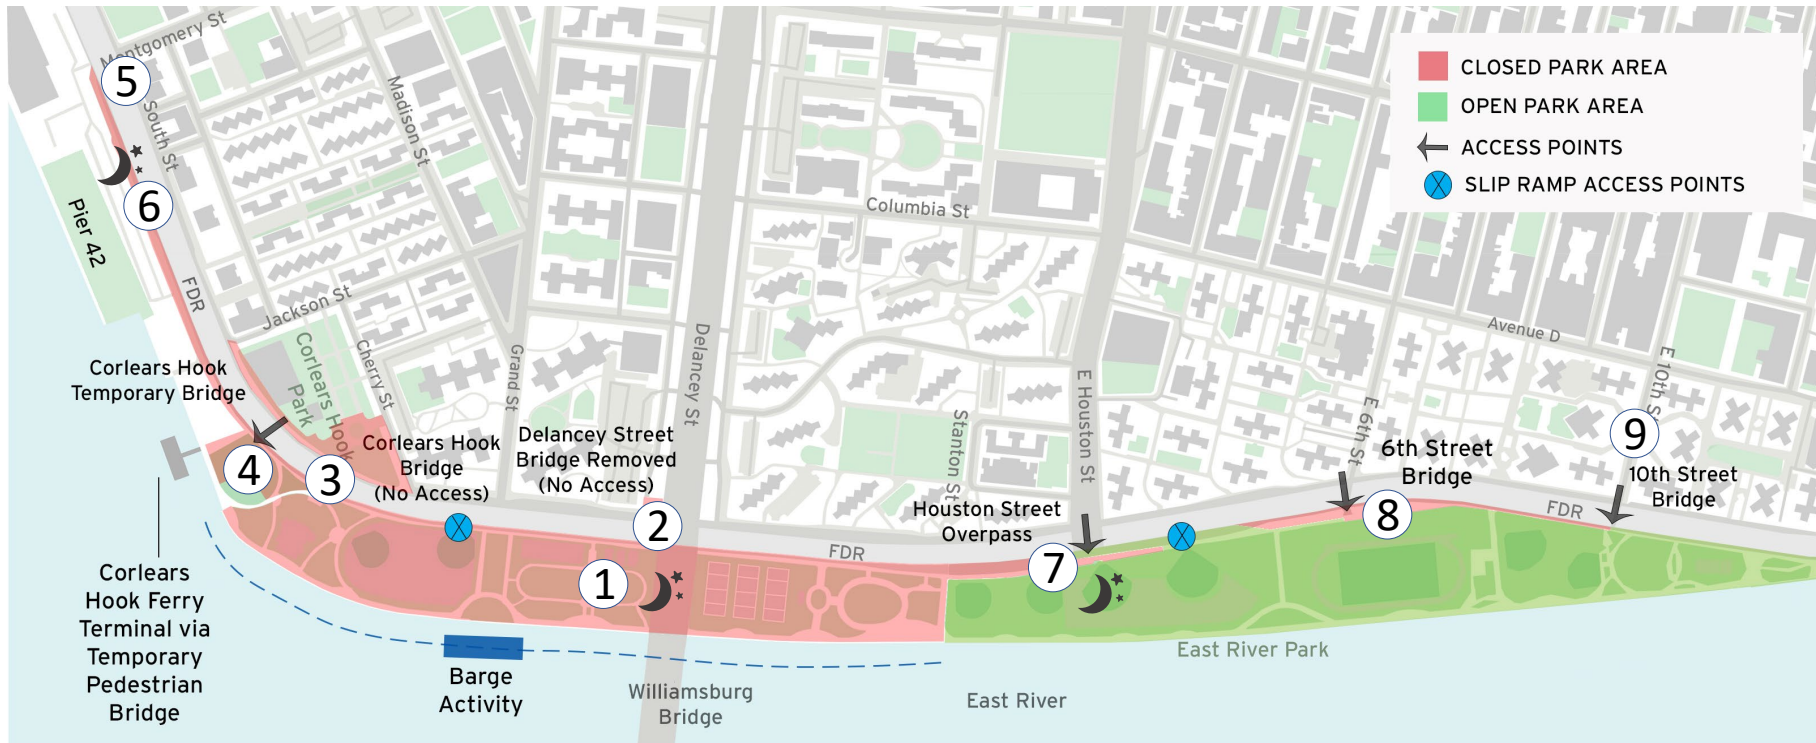 Montgomery St
5
South St
6
Pier 42
FDR
Madison St
Jackson St
Cherry St
Corlears Hook
Park
Corlears Hook
Corlears Hook
Temporary Bridge
4
3
Corlears Hook
Bridge
(No Access)
Grand St
Delancey Street
Bridge Removed
(No Access)
Delancey St
2
1
Columbia St
FDR
Stanton St
Houston Street
Overpass
E Houston St
7
E 6th St
6th Street
Bridge
8
Avenue D
E 10th St
9
10th Street
Bridge
FDR
CLOSED PARK AREA
OPEN PARK AREA
ACCESS POINTS
SLIP RAMP ACCESS POINTS
Corlears
Hook Ferry
Terminal via
Temporary
Pedestrian
Bridge
Barge
Activity
Williamsburg
Bridge
East River
East River Park